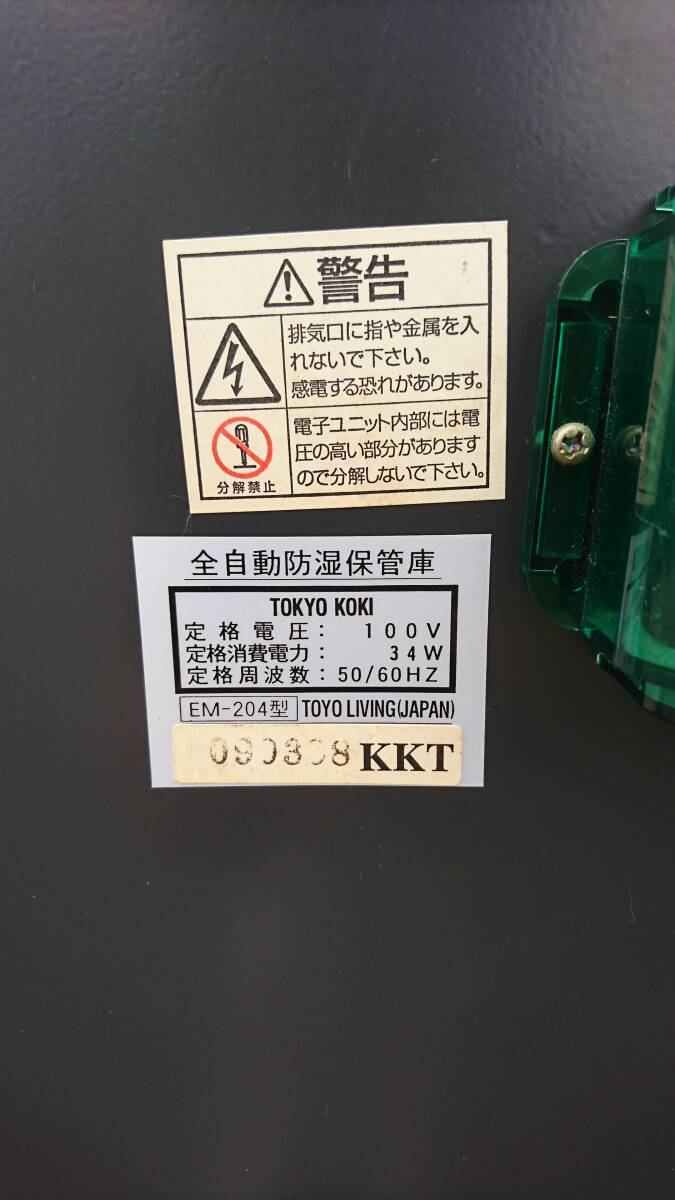 警告
排気口に指や金属を入
れないで下さい。
感電する恐れがあります。
電子ユニット内部には電
圧の高い部分があります
ので分解しないで下さい。
分解禁止
全自動防湿保管庫
TOKYO KOKI
定格電圧: 100V
定格消費電力: 34W
定格周波数: 50/60HZ
EM-204型 TOYO LIVING(JAPAN)
KKT